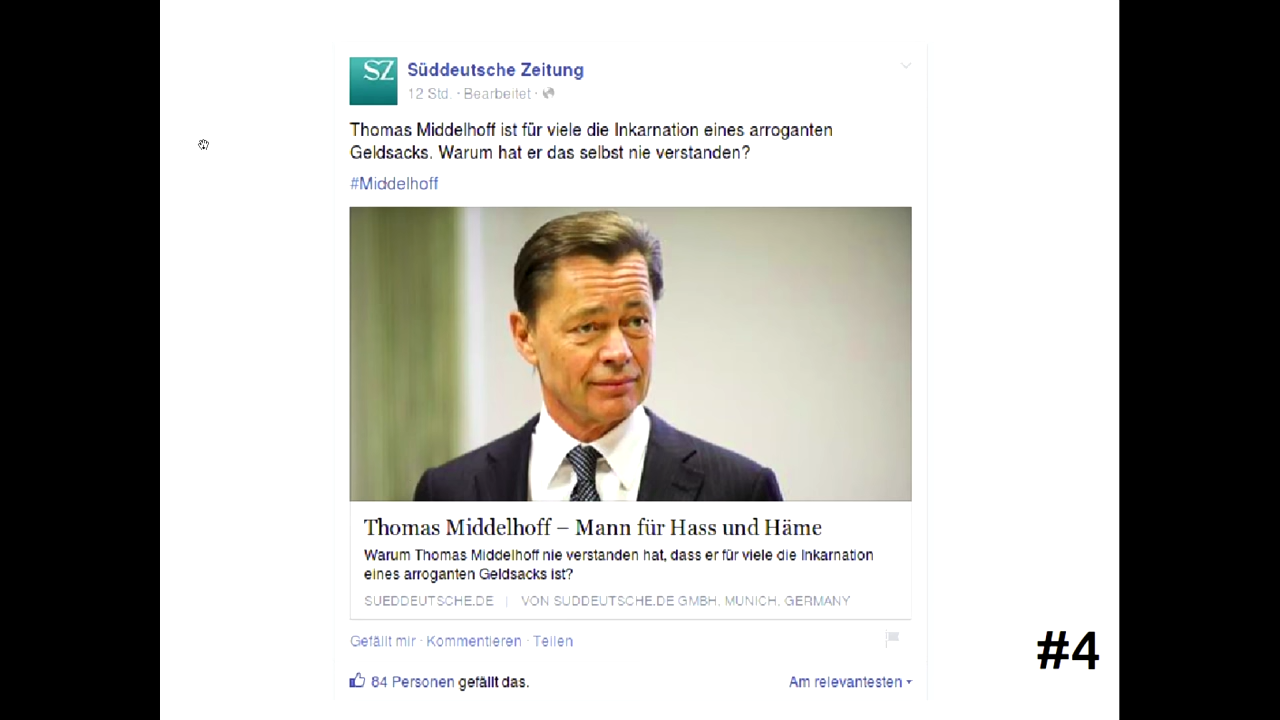 SZ
Süddeutsche Zeitung
12 Std. · Bearbeitet ·
Thomas Middelhoff ist für viele die Inkarnation eines arroganten
Geldsacks. Warum hat er das selbst nie verstanden?
#Middelhoff
Thomas Middelhoff – Mann für Hass und Häme
Warum Thomas Middelhoff nie verstanden hat, dass er für viele die Inkarnation
eines arroganten Geldsacks ist?
SUEDDEUTSCHE.DE | VON SÜDDEUTSCHE.DE GMBH, MUNICH, GERMANY
Gefällt mir · Kommentieren · Teilen
84 Personen gefällt das.
Am relevantesten
#4